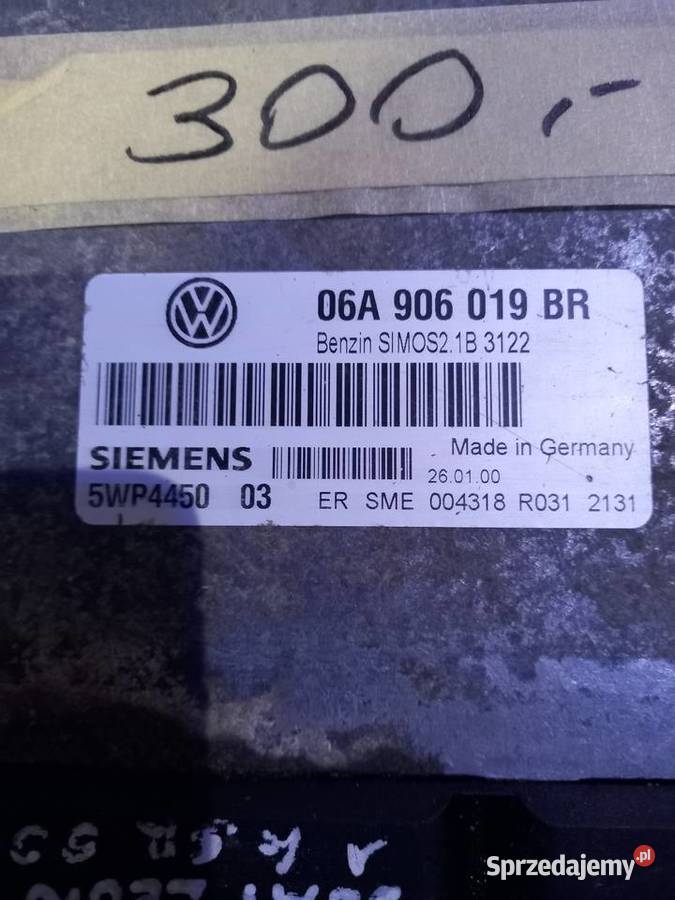 300,-
06A 906 019 BR
Benzin SIMOS2.1B 3122
SIEMENS
Made in Germany
26.01.00
5WP4450 03
ER SME 004318 R031 2131
Sprzedajemy.pl